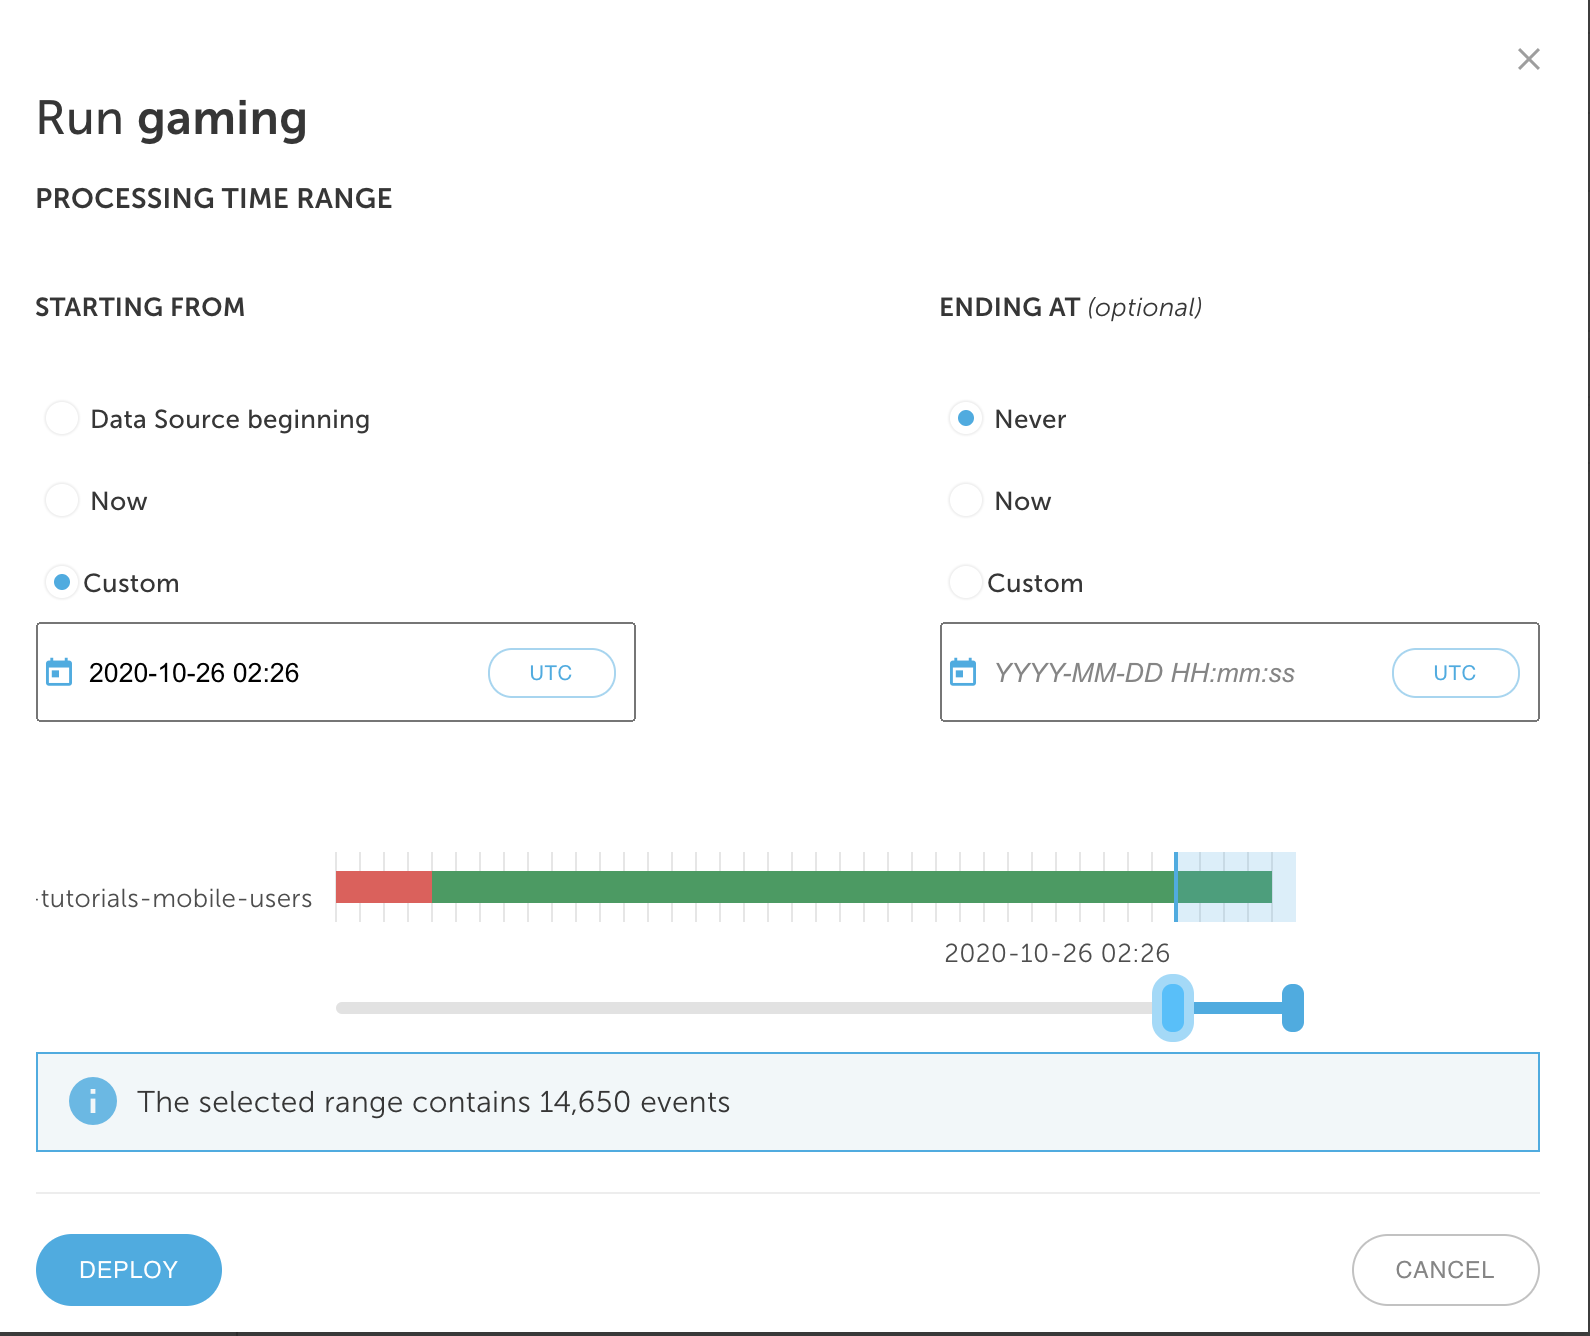 Run gaming
PROCESSING TIME RANGE
STARTING FROM
Data Source beginning
Now
Custom
2020-10-26 02:26 UTC
ENDING AT (optional)
Never
Now
Custom
YYYY-MM-DD HH:mm:ss UTC
-tutorials-mobile-users
2020-10-26 02:26
The selected range contains 14,650 events
DEPLOY
CANCEL